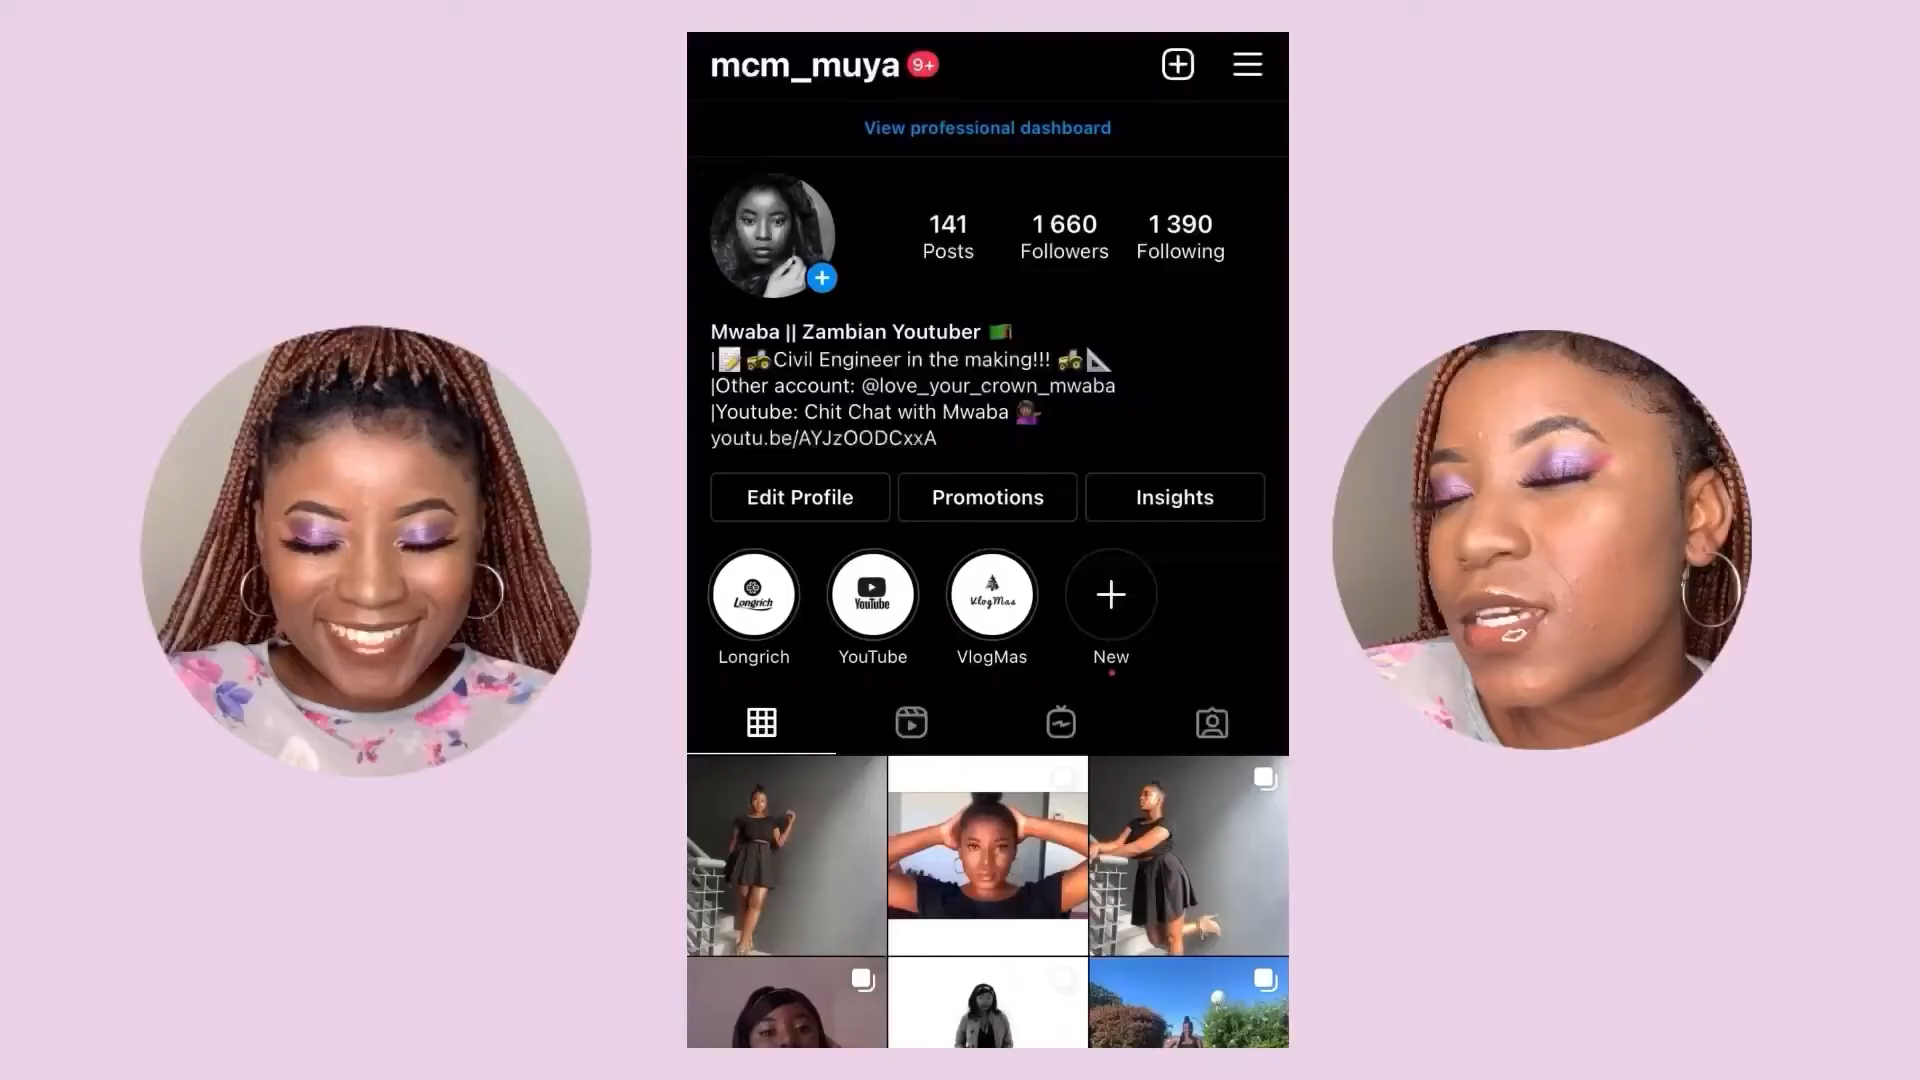 mcm_muya 9+
View professional dashboard
141 1 660 1 390
Posts Followers Following
Mwaba || Zambian Youtuber 🇿🇲
|📝🚜Civil Engineer in the making!!! 🚜📐
|Other account: @love_your_crown_mwaba
|Youtube: Chit Chat with Mwaba 💁🏿‍♀️
youtu.be/AYJzOODCxxA
Edit Profile Promotions Insights
Longrich YouTube VlogMas
Longrich YouTube VlogMas New